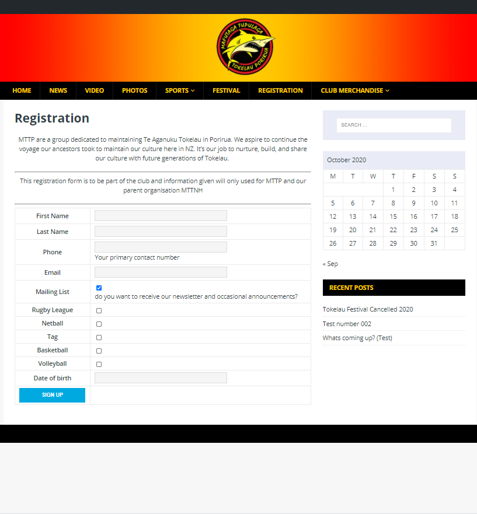 MAFUTAGA TUPULAGA
TOKELAU PORIRUA
HOME NEWS VIDEO PHOTOS SPORTS FESTIVAL REGISTRATION CLUB MERCHANDISE
Registration
MTTP are a group dedicated to maintaining Te Aganuku Tokelau in Porirua. We aspire to continue the
voyage our ancestors took to maintain our culture here in NZ. It's our job to nurture, build, and share
our culture with future generations of Tokelau.
This registration form is to be part of the club and information given will only used for MTTP and our
parent organisation MTTNH
First Name
Last Name
Phone
Your primary contact number
Email
Mailing List
do you want to receive our newsletter and occasional announcements?
Rugby League
Netball
Tag
Basketball
Volleyball
Date of birth
SIGN UP
SEARCH ...
October 2020
M T W T F S S
1 2 3 4
5 6 7 8 9 10 11
12 13 14 15 16 17 18
19 20 21 22 23 24 25
26 27 28 29 30 31
« Sep
RECENT POSTS
Tokelau Festival Cancelled 2020
Test number 002
Whats coming up? (Test)